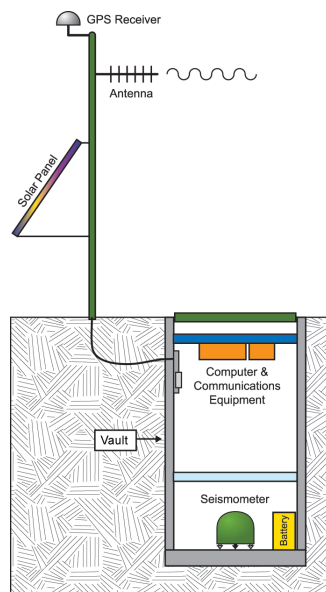 GPS Receiver
Antenna
Solar Panel
Computer &
Communications
Equipment
Vault
Seismometer
Battery